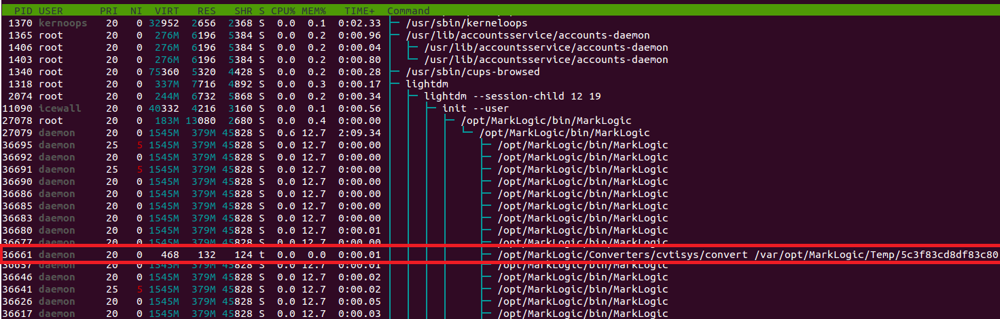 PID USER PRI NI VIRT RES SHR S CPU% MEM% TIME+ Command
1370 kernoops 20 0 32952 2656 2368 S 0.0 0.1 0:02.33 /usr/sbin/kerneloops
1365 root 20 0 276M 6196 5384 S 0.0 0.2 0:00.96 /usr/lib/accountsservice/accounts-daemon
1406 root 20 0 276M 6196 5384 S 0.0 0.2 0:00.04 /usr/lib/accountsservice/accounts-daemon
1403 root 20 0 276M 6196 5384 S 0.0 0.2 0:00.80 /usr/lib/accountsservice/accounts-daemon
1340 root 20 0 75360 5320 4428 S 0.0 0.2 0:00.28 /usr/sbin/cups-browsed
1318 root 20 0 337M 7716 4892 S 0.0 0.3 0:00.17 lightdm
2074 root 20 0 244M 6732 5868 S 0.0 0.2 0:00.34 lightdm --session-child 12 19
11090 icewall 20 0 40332 4216 3160 S 0.0 0.1 0:00.56 init --user
27078 root 20 0 183M 13080 2680 S 0.0 0.4 0:00.00 /opt/MarkLogic/bin/MarkLogic
27079 daemon 20 0 1545M 379M 45828 S 0.6 12.7 2:09.34 /opt/MarkLogic/bin/MarkLogic
36695 daemon 25 5 1545M 379M 45828 S 0.0 12.7 0:00.00 /opt/MarkLogic/bin/MarkLogic
36692 daemon 20 0 1545M 379M 45828 S 0.0 12.7 0:00.00 /opt/MarkLogic/bin/MarkLogic
36691 daemon 25 5 1545M 379M 45828 S 0.0 12.7 0:00.00 /opt/MarkLogic/bin/MarkLogic
36690 daemon 20 0 1545M 379M 45828 S 0.0 12.7 0:00.00 /opt/MarkLogic/bin/MarkLogic
36686 daemon 20 0 1545M 379M 45828 S 0.0 12.7 0:00.00 /opt/MarkLogic/bin/MarkLogic
36685 daemon 20 0 1545M 379M 45828 S 0.0 12.7 0:00.00 /opt/MarkLogic/bin/MarkLogic
36683 daemon 20 0 1545M 379M 45828 S 0.0 12.7 0:00.00 /opt/MarkLogic/bin/MarkLogic
36680 daemon 20 0 1545M 379M 45828 S 0.0 12.7 0:00.01 /opt/MarkLogic/bin/MarkLogic
36677 daemon 20 0 1545M 379M 45828 S 0.0 12.7 0:00.00 /opt/MarkLogic/bin/MarkLogic
36661 daemon 20 0 468 132 124 t 0.0 0.0 0:00.01 /opt/MarkLogic/Converters/cvtisys/convert /var/opt/MarkLogic/Temp/5c3f83cd8df83c80
36657 daemon 20 0 1545M 379M 45828 S 0.0 12.7 0:00.01 /opt/MarkLogic/bin/MarkLogic
36646 daemon 20 0 1545M 379M 45828 S 0.0 12.7 0:00.02 /opt/MarkLogic/bin/MarkLogic
36641 daemon 25 5 1545M 379M 45828 S 0.0 12.7 0:00.02 /opt/MarkLogic/bin/MarkLogic
36626 daemon 20 0 1545M 379M 45828 S 0.0 12.7 0:00.05 /opt/MarkLogic/bin/MarkLogic
36617 daemon 20 0 1545M 379M 45828 S 0.0 12.7 0:00.03 /opt/MarkLogic/bin/MarkLogic